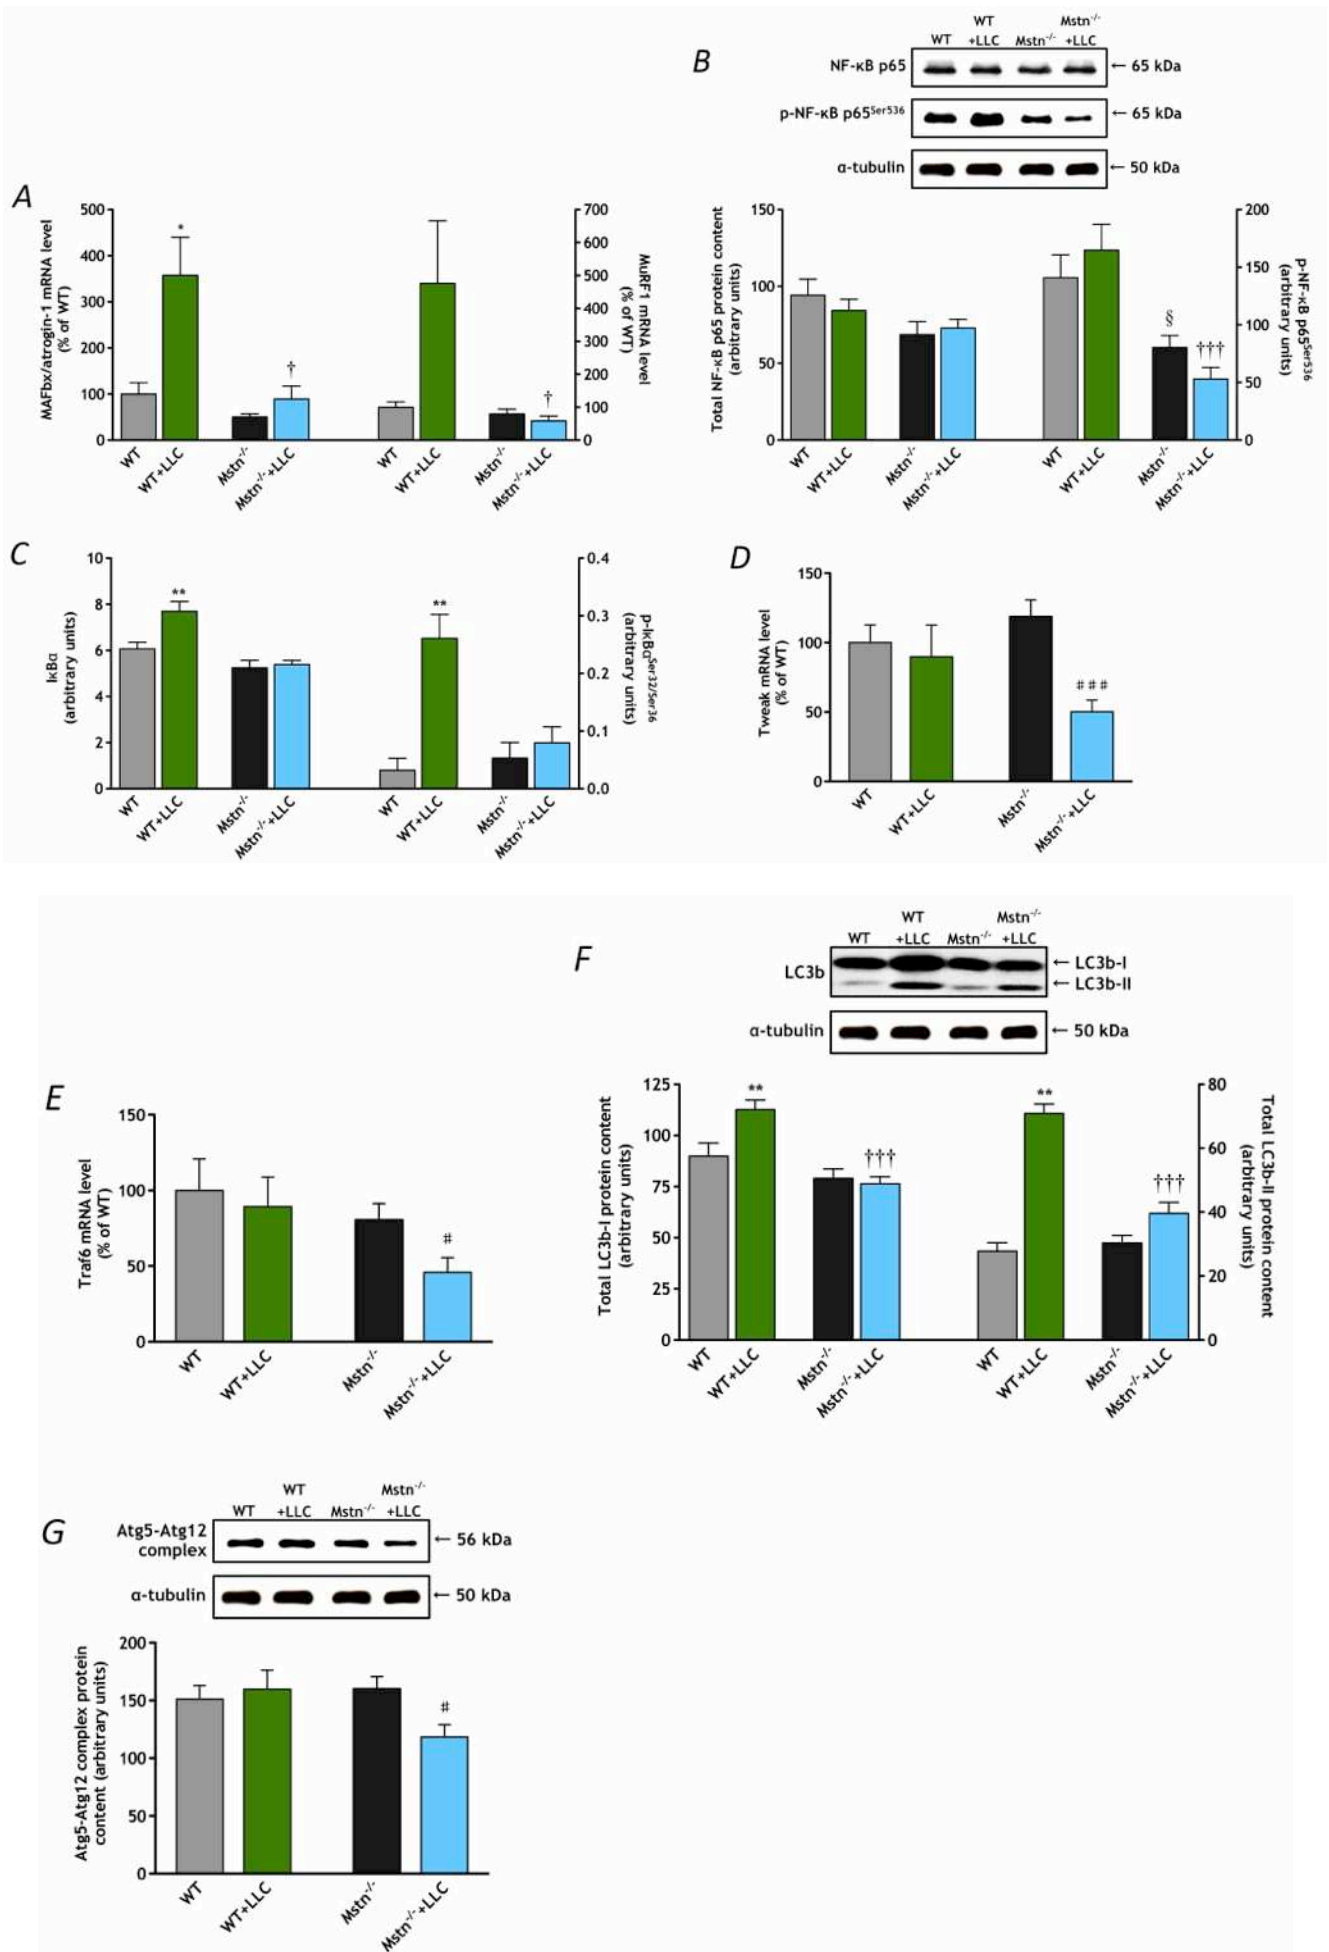 A
MAFbx/atrogin-1 mRNA level
(% of WT)
500
400
300
200
100
0
*
†
†
700
600
500
400
300
200
100
0
MuRF1 mRNA level
(% of WT)
WT
WT+LLC
Mstn-/-
Mstn-/-+LLC
WT
WT+LLC
Mstn-/-
Mstn-/-+LLC
B
WT
WT
+LLC
Mstn-/-
Mstn-/-
+LLC
NF-κB p65
← 65 kDa
p-NF-κB p65Ser536
← 65 kDa
α-tubulin
← 50 kDa
Total NF-κB p65 protein content
(arbitrary units)
150
100
50
0
§
†††
200
150
100
50
0
p-NF-κB p65Ser536
(arbitrary units)
WT
WT+LLC
Mstn-/-
Mstn-/-+LLC
WT
WT+LLC
Mstn-/-
Mstn-/-+LLC
C
IκBα
(arbitrary units)
10
8
6
4
2
0
**
**
0.4
0.3
0.2
0.1
0.0
p-IκBαSer32/Ser36
(arbitrary units)
WT
WT+LLC
Mstn-/-
Mstn-/-+LLC
WT
WT+LLC
Mstn-/-
Mstn-/-+LLC
D
Tweak mRNA level
(% of WT)
150
100
50
0
###
WT
WT+LLC
Mstn-/-
Mstn-/-+LLC
E
Traf6 mRNA level
(% of WT)
150
100
50
0
#
WT
WT+LLC
Mstn-/-
Mstn-/-+LLC
F
WT
WT
+LLC
Mstn-/-
Mstn-/-
+LLC
LC3b
← LC3b-I
← LC3b-II
α-tubulin
← 50 kDa
Total LC3b-I protein content
(arbitrary units)
125
100
75
50
25
0
**
†††
**
†††
80
60
40
20
0
Total LC3b-II protein content
(arbitrary units)
WT
WT+LLC
Mstn-/-
Mstn-/-+LLC
WT
WT+LLC
Mstn-/-
Mstn-/-+LLC
G
WT
WT
+LLC
Mstn-/-
Mstn-/-
+LLC
Atg5-Atg12
complex
← 56 kDa
α-tubulin
← 50 kDa
Atg5-Atg12 complex protein
content (arbitrary units)
200
150
100
50
0
#
WT
WT+LLC
Mstn-/-
Mstn-/-+LLC